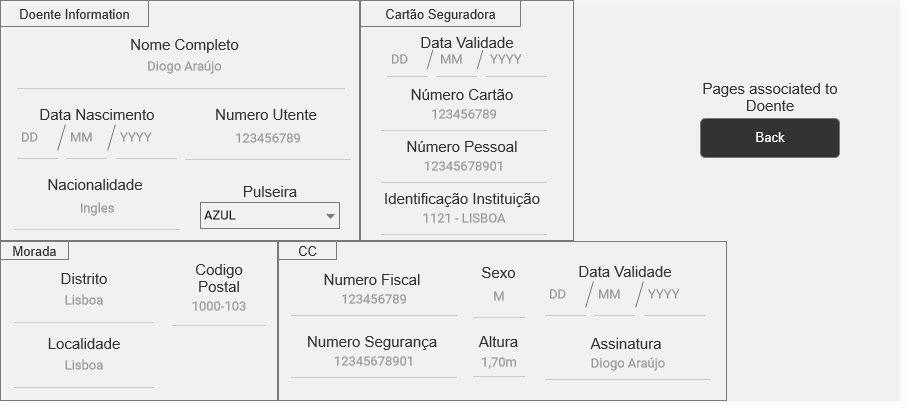 Doente Information
Nome Completo
Diogo Araújo
Data Nascimento
DD / MM / YYYY
Numero Utente
123456789
Nacionalidade
Ingles
Pulseira
AZUL
Cartão Seguradora
Data Validade
DD / MM / YYYY
Número Cartão
123456789
Número Pessoal
12345678901
Identificação Instituição
1121 - LISBOA
Pages associated to
Doente
Back
Morada
Distrito
Lisboa
Codigo
Postal
1000-103
Localidade
Lisboa
CC
Numero Fiscal
123456789
Sexo
M
Data Validade
DD / MM / YYYY
Numero Segurança
12345678901
Altura
1,70m
Assinatura
Diogo Araújo